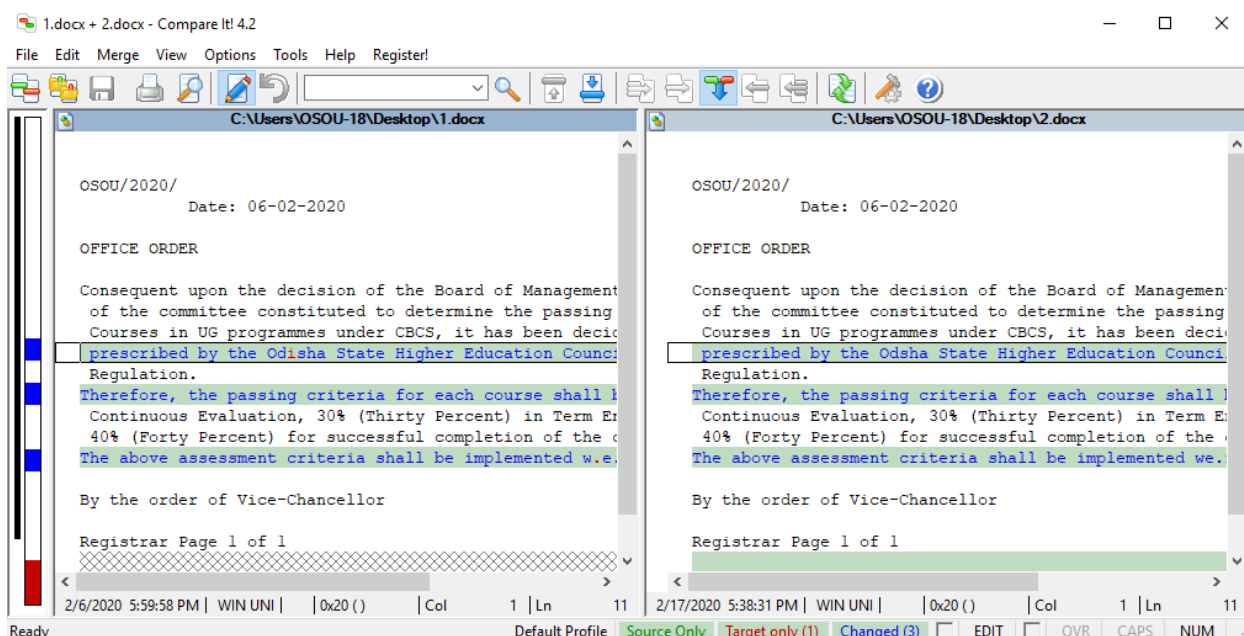 1.docx + 2.docx - Compare It! 4.2
File Edit Merge View Options Tools Help Register!
C:\Users\OSOU-18\Desktop\1.docx
OSOU/2020/
Date: 06-02-2020
OFFICE ORDER
Consequent upon the decision of the Board of Management
of the committee constituted to determine the passing
Courses in UG programmes under CBCS, it has been
prescribed by the Odisha State Higher Education
Regulation.
Therefore, the passing criteria for each course shall
Continuous Evaluation, 30% (Thirty Percent) in Term
40% (Forty Percent) for successful completion of the
The above assessment criteria shall be implemented w.e.
By the order of Vice-Chancellor
Registrar Page 1 of 1
2/6/2020 5:59:58 PM WIN UNI 0x20 ( ) Col 1 Ln 11
C:\Users\OSOU-18\Desktop\2.docx
OSOU/2020/
Date: 06-02-2020
OFFICE ORDER
Consequent upon the decision of the Board of
of the committee constituted to determine the passing
Courses in UG programmes under CBCS, it has been
prescribed by the Odsha State Higher Education
Regulation.
Therefore, the passing criteria for each course shall
Continuous Evaluation, 30% (Thirty Percent) in Term
40% (Forty Percent) for successful completion of the
The above assessment criteria shall be implemented we.
By the order of Vice-Chancellor
Registrar Page 1 of 1
2/17/2020 5:38:31 PM WIN UNI 0x20 ( ) Col 1 Ln 11
Ready Default Profile Source Only Target only (1) Changed (3) EDIT OVR CAPS NUM